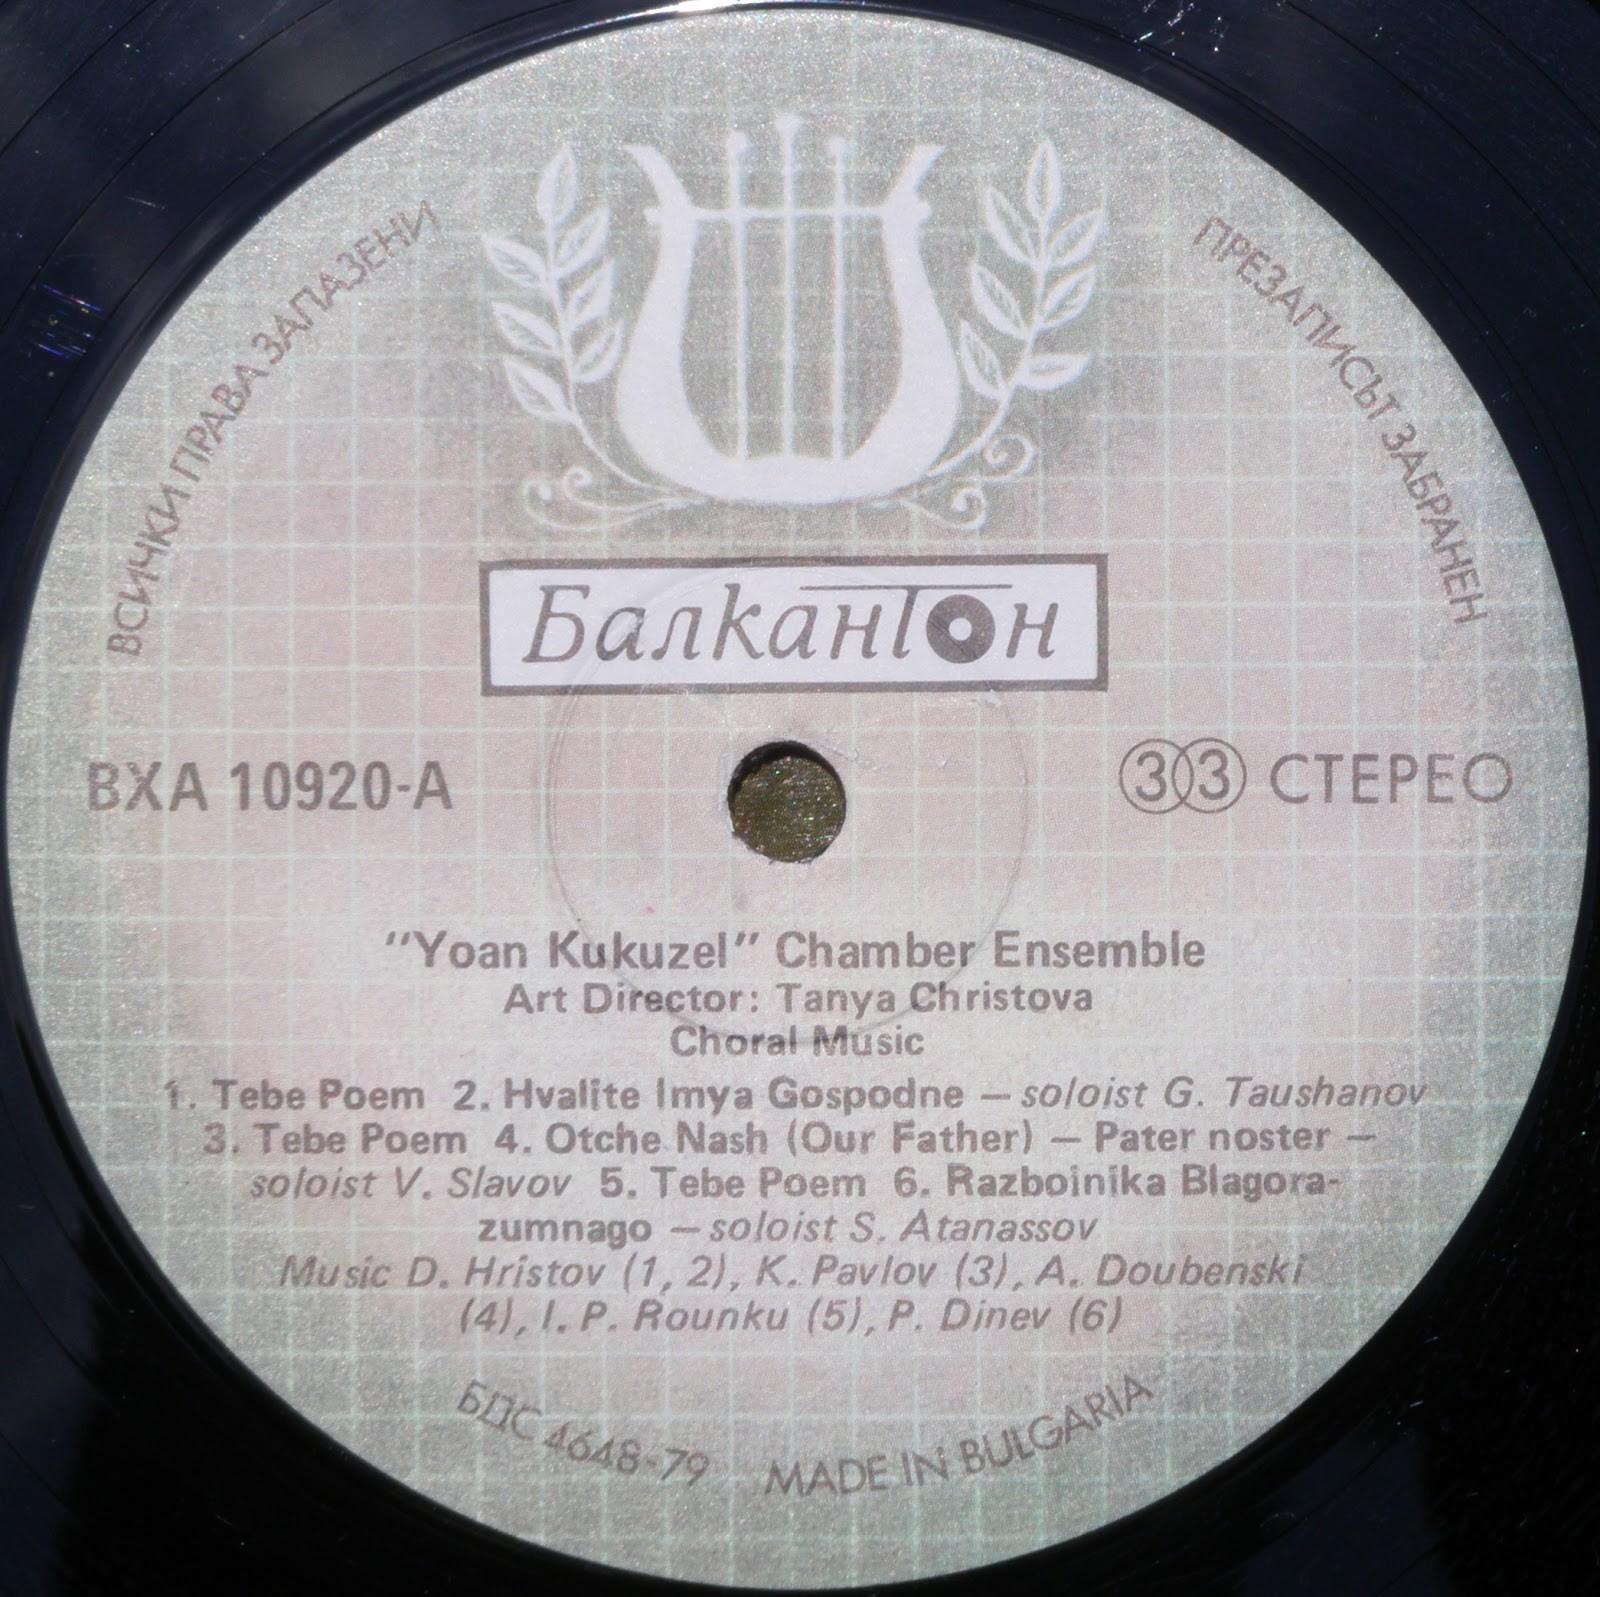 ВСИЧКИ ПРАВА ЗАПАЗЕНИ
ПРЕЗАПИСЪТ ЗАБРАНЕН
Балкантон
ВХА 10920-А
33 СТЕРЕО
"Yoan Kukuzel" Chamber Ensemble
Art Director: Tanya Christova
Choral Music
1. Tebe Poem 2. Hvalite Imya Gospodne — soloist G. Taushanov
3. Tebe Poem 4. Otche Nash (Our Father) — Pater noster —
soloist V. Slavov 5. Tebe Poem 6. Razboinika Blagora-
zumnago — soloist S. Atanassov
Music D. Hristov (1, 2), K. Pavlov (3), A. Doubenski
(4), I. P. Rounku (5), P. Dinev (6)
БДС 4648-79 MADE IN BULGARIA